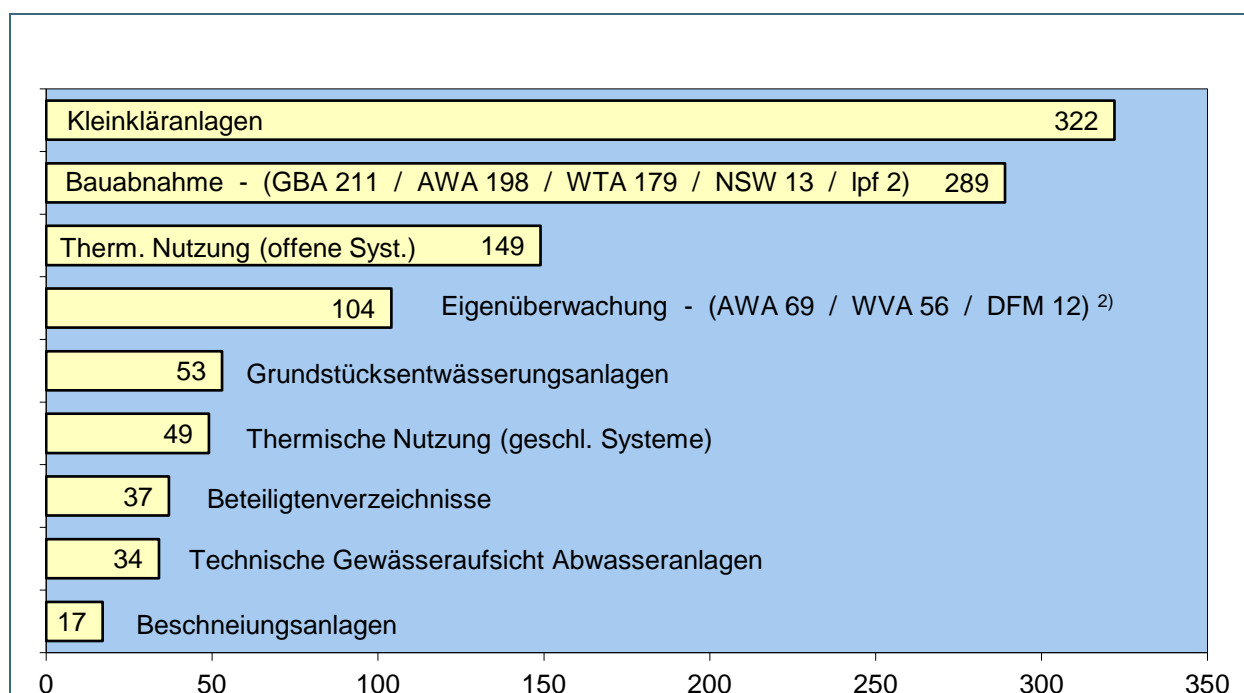 Kleinkläranlagen 322
Bauabnahme - (GBA 211 / AWA 198 / WTA 179 / NSW 13 / lpf 2) 289
Therm. Nutzung (offene Syst.) 149
104 Eigenüberwachung - (AWA 69 / WVA 56 / DFM 12) 2)
53 Grundstücksentwässerungsanlagen
49 Thermische Nutzung (geschl. Systeme)
37 Beteiligtenverzeichnisse
34 Technische Gewässeraufsicht Abwasseranlagen
17 Beschneiungsanlagen
0 50 100 150 200 250 300 350